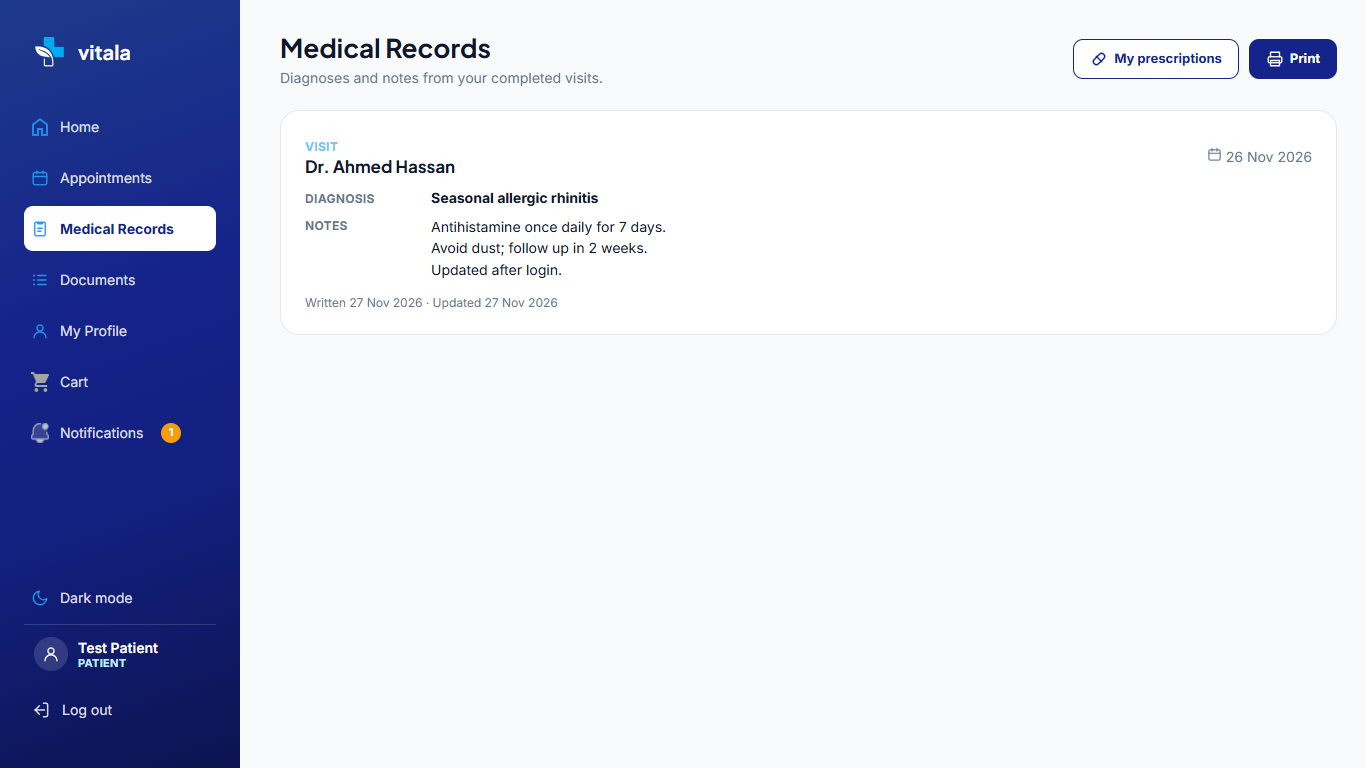 vitala
Home
Appointments
Medical Records
Documents
My Profile
Cart
Notifications 1
Dark mode
Test Patient
PATIENT
Log out
Medical Records
Diagnoses and notes from your completed visits.
My prescriptions
Print
VISIT
Dr. Ahmed Hassan
26 Nov 2026
DIAGNOSIS Seasonal allergic rhinitis
NOTES Antihistamine once daily for 7 days.
Avoid dust; follow up in 2 weeks.
Updated after login.
Written 27 Nov 2026 · Updated 27 Nov 2026